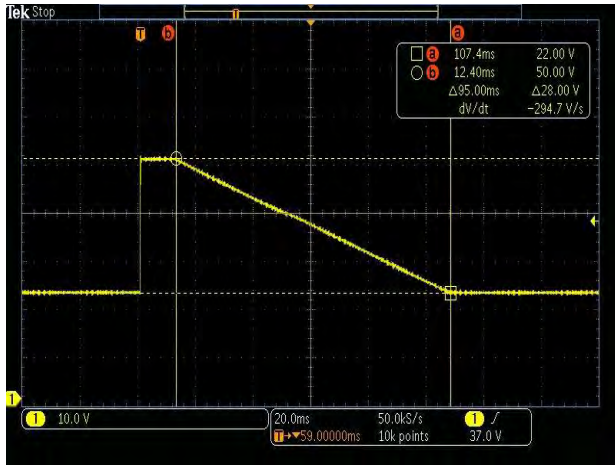 Tek Stop
T
T b a
a 107.4ms 22.00 V
b 12.40ms 50.00 V
Δ95.00ms Δ28.00 V
dV/dt −294.7 V/s
1
1 10.0 V
20.0ms 50.0kS/s 1
T→▼59.00000ms 10k points 37.0 V